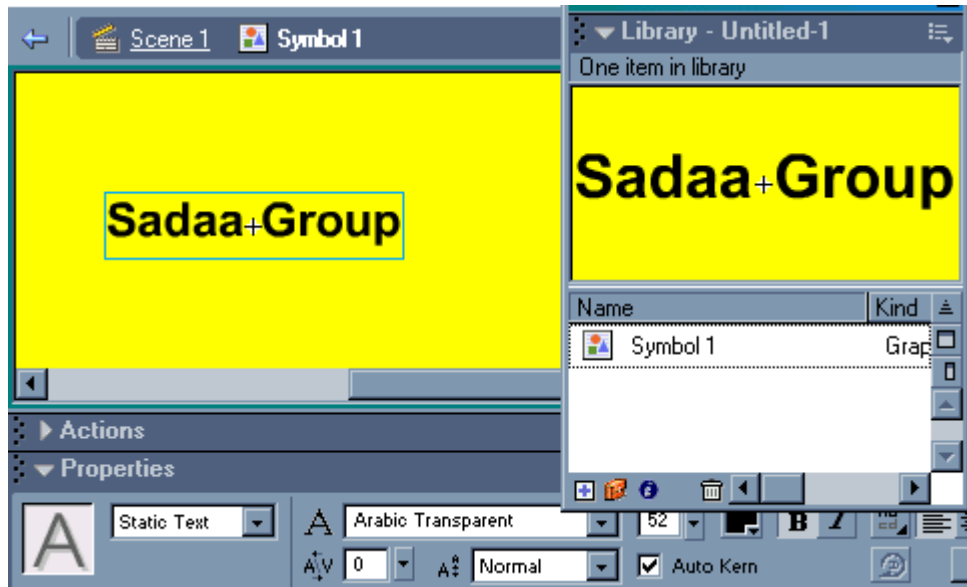 Scene 1 Symbol 1
Library - Untitled-1
One item in library
Sadaa+Group
Sadaa+Group
Name Kind
Symbol 1 Grap
Actions
Properties
A Static Text A Arabic Transparent 52 B I
A V 0 A Normal Auto Kern